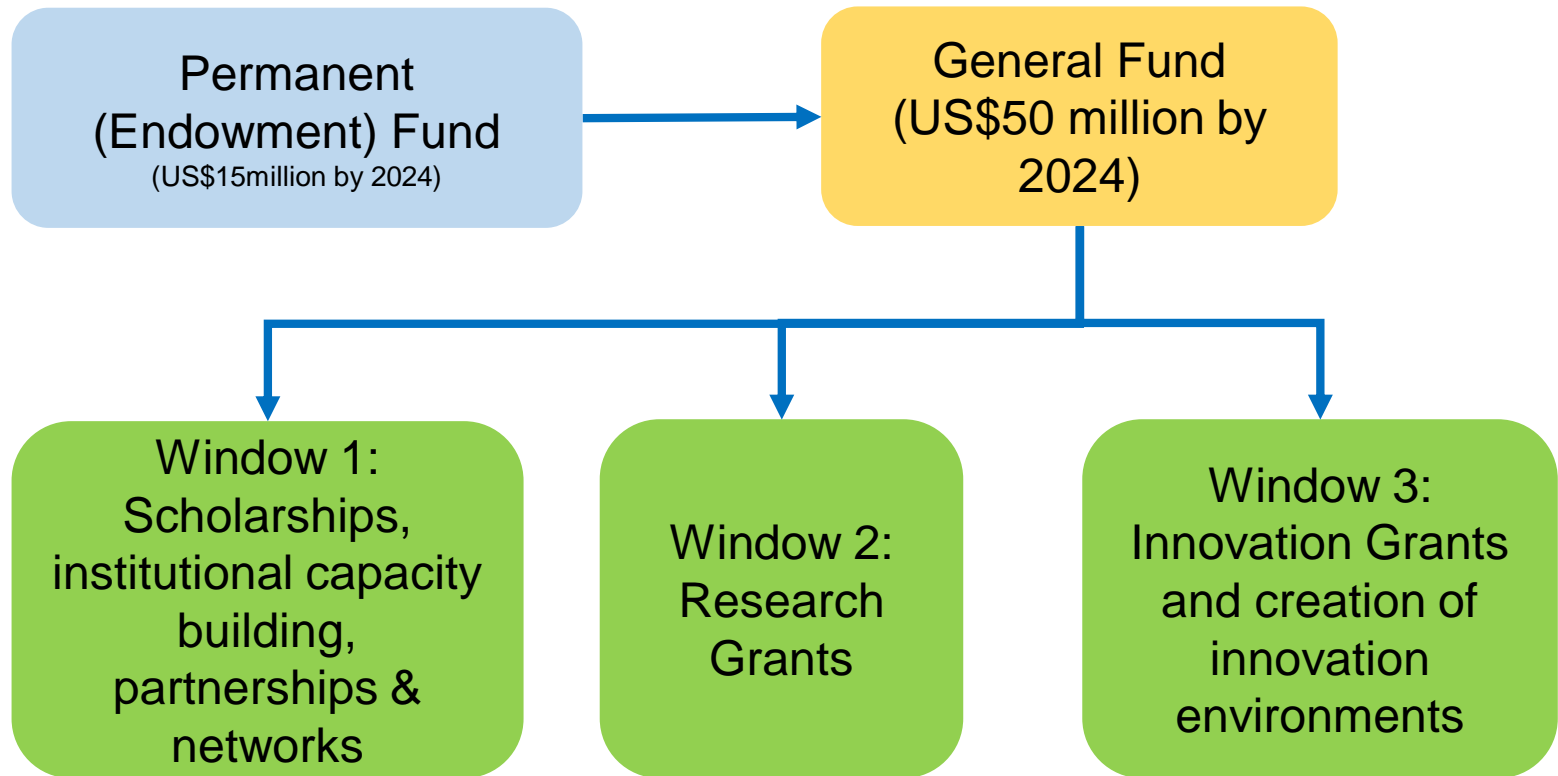 Permanent
(Endowment) Fund
(US$15million by 2024)
General Fund
(US$50 million by
2024)
Window 1:
Scholarships,
institutional capacity
building,
partnerships &
networks
Window 2:
Research
Grants
Window 3:
Innovation Grants
and creation of
innovation
environments